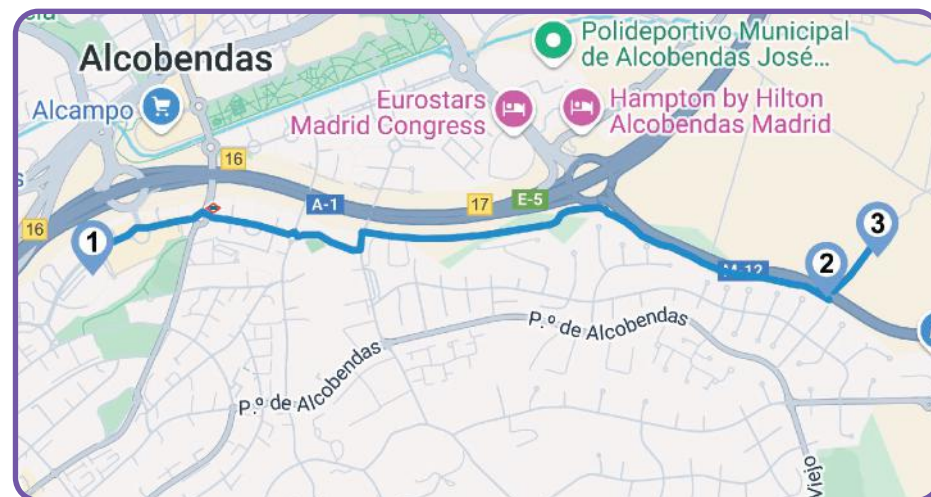 Alcobendas
Alcampo
Polideportivo Municipal
de Alcobendas José...
Eurostars
Madrid Congress
Hampton by Hilton
Alcobendas Madrid
16
A-1
17
E-5
16
1
2
3
M-12
P.º de Alcobendas
P.º de Alcobendas
Viejo